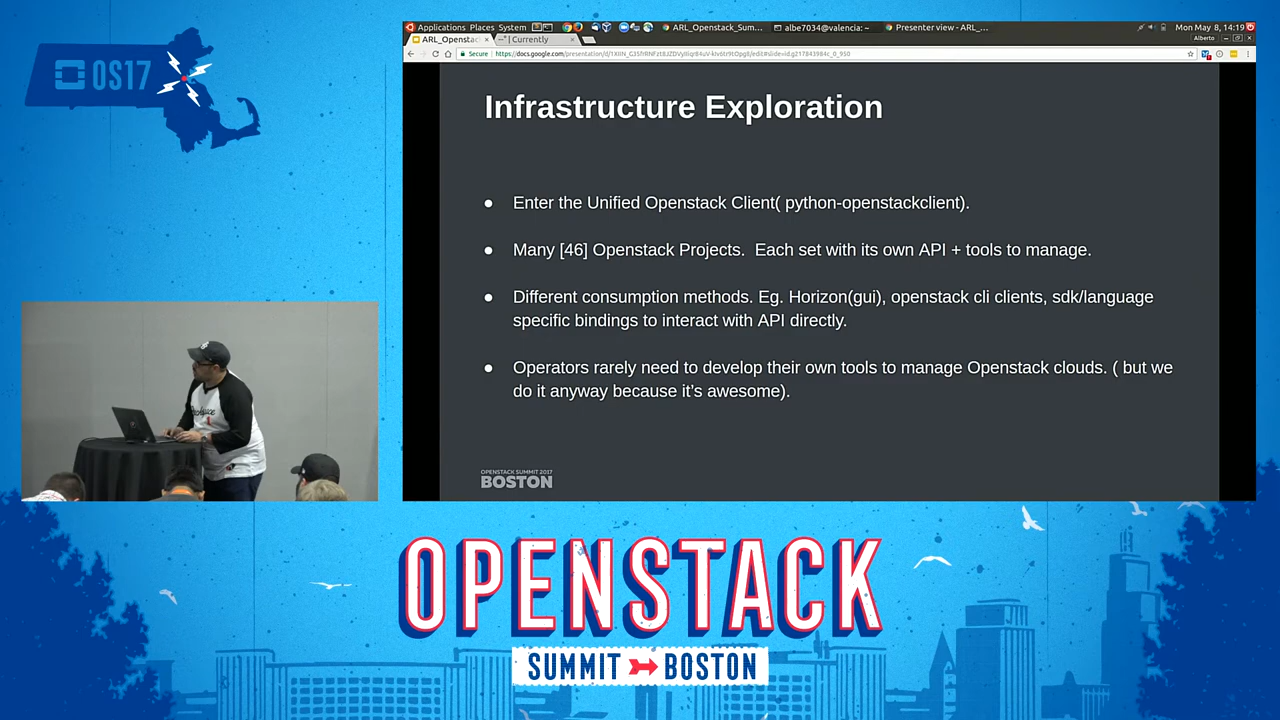 OS17
Applications Places System
ARL_Openstack_Sum...
albe7034@valencia: ~
Presenter view - ARL_...
Mon May 8, 14:19
ARL_Openstac
Currently
Alberto
Secure
Infrastructure Exploration
● Enter the Unified Openstack Client( python-openstackclient).
● Many [46] Openstack Projects. Each set with its own API + tools to manage.
● Different consumption methods. Eg. Horizon(gui), openstack cli clients, sdk/language
specific bindings to interact with API directly.
● Operators rarely need to develop their own tools to manage Openstack clouds. ( but we
do it anyway because it's awesome).
OPENSTACK SUMMIT 2017
BOSTON
OPENSTACK
SUMMIT BOSTON